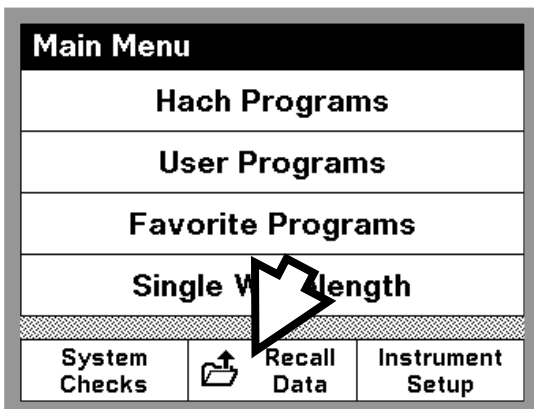 Main Menu
Hach Programs
User Programs
Favorite Programs
Single
System Checks
Recall Data
Instrument Setup